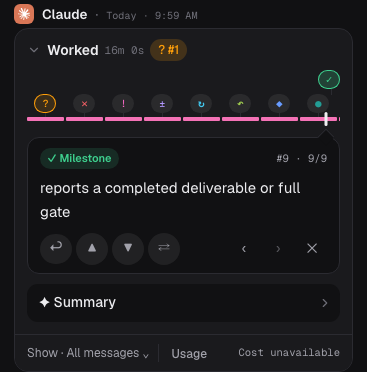 Claude · Today · 9:59 AM
Worked 16m 0s ? #1
✓
? × ! ± ↻ ↶ ◆ ●
✓ Milestone #9 · 9/9
reports a completed deliverable or full
gate
↩ ▲ ▼ ⇄ ‹ › ×
✦ Summary ›
Show · All messages ⌄ Usage Cost unavailable